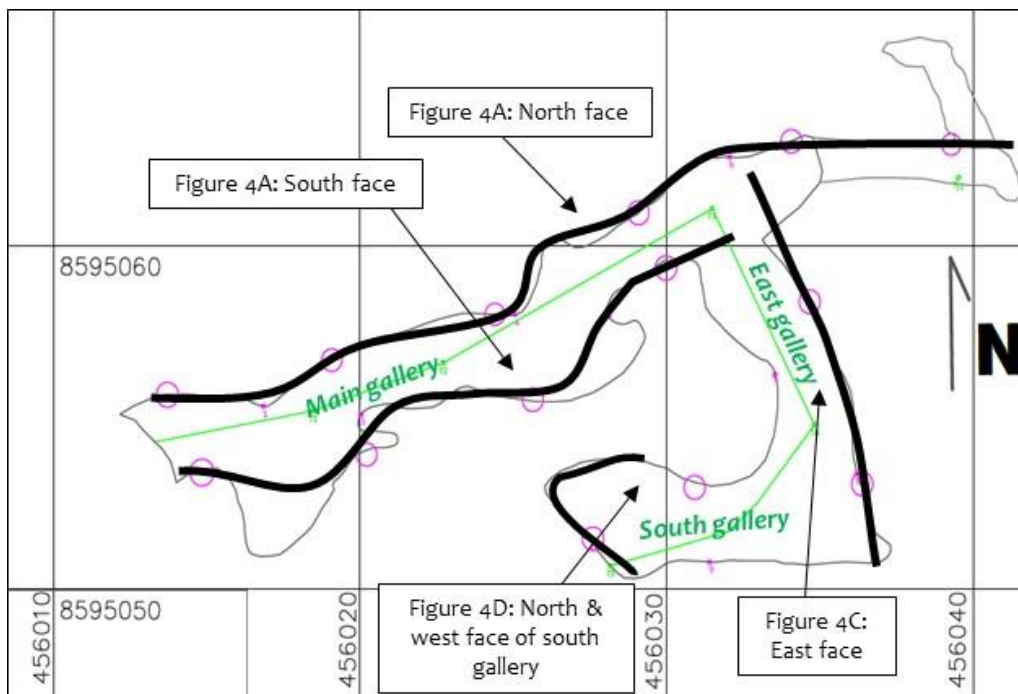 Figure 4A: North face
Figure 4A: South face
8595060
East gallery
N
Main gallery
South gallery
8595050
Figure 4D: North &
west face of south
gallery
Figure 4C:
East face
456010
456020
456030
456040